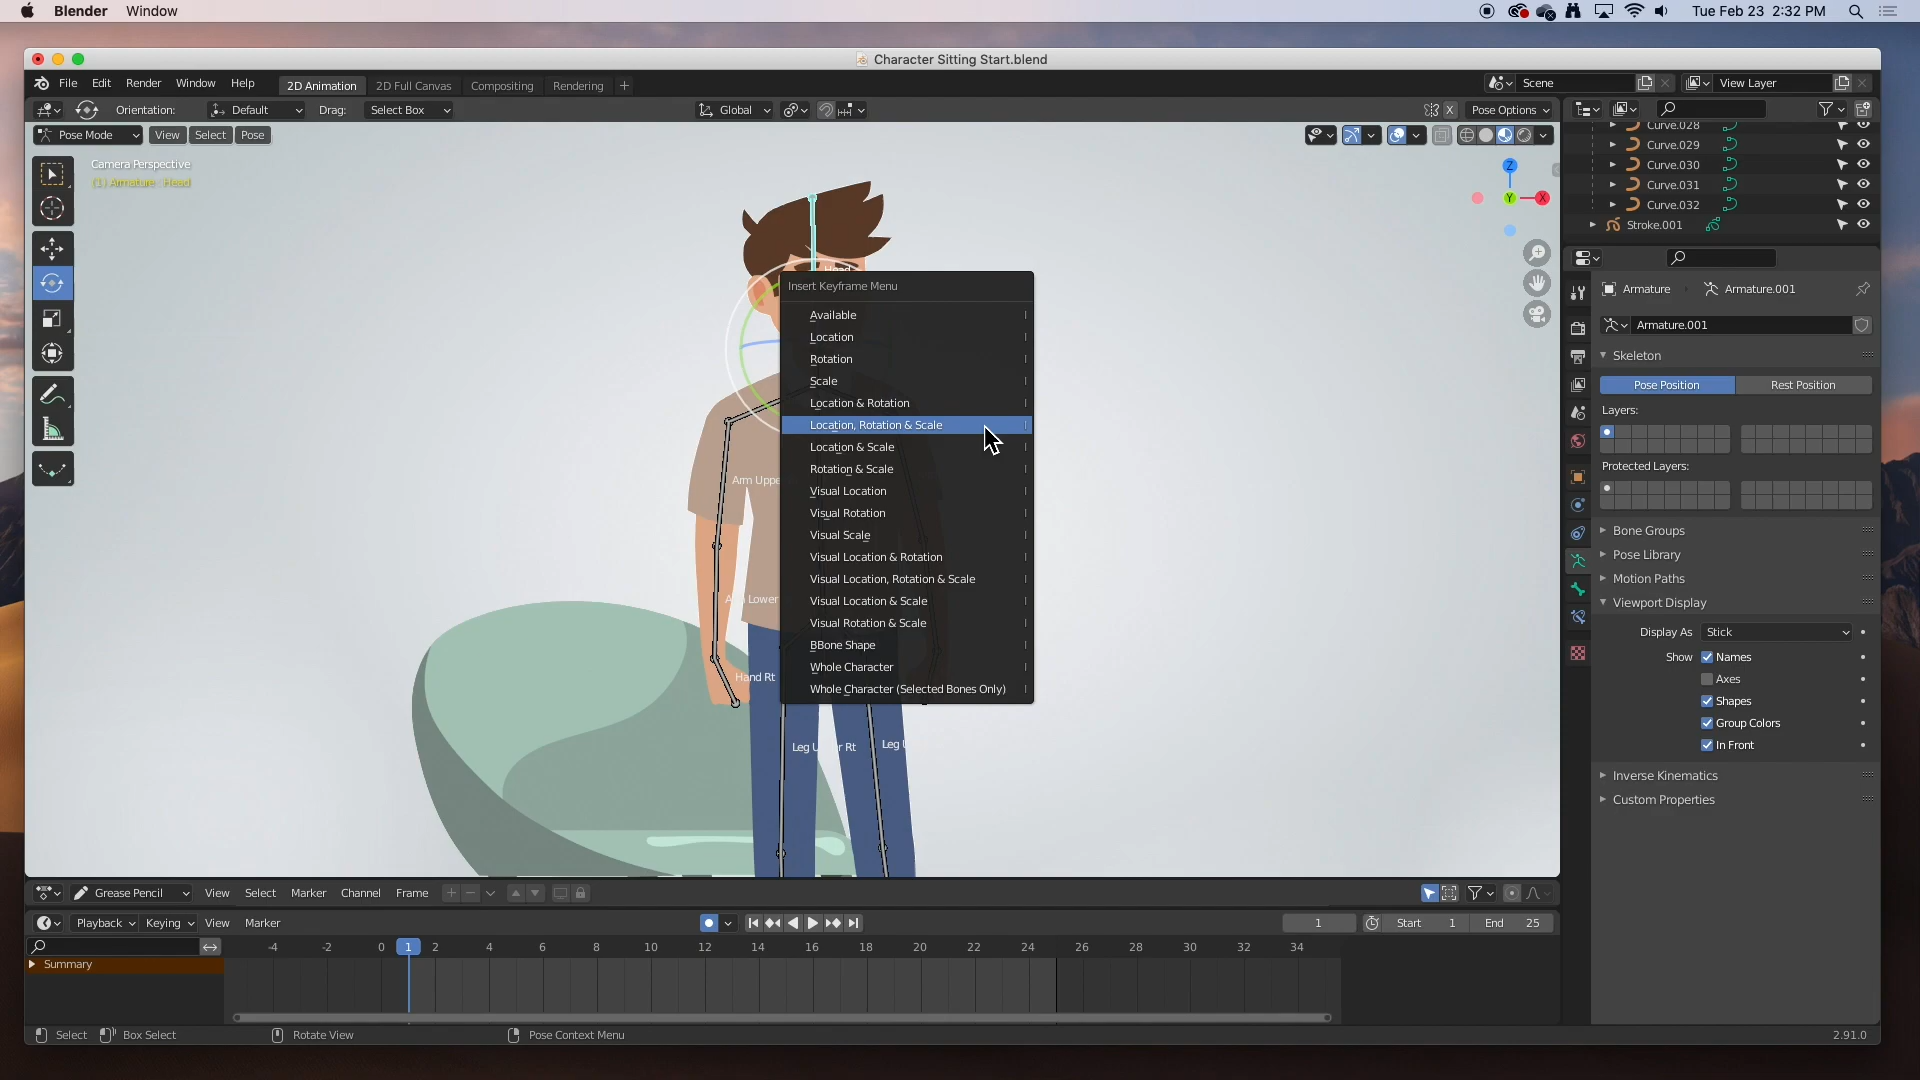 Blender Window Tue Feb 23 2:32 PM
Character Sitting Start.blend
File Edit Render Window Help 2D Animation 2D Full Canvas Compositing Rendering + Scene View Layer
Orientation: Default Drag: Select Box Global X Pose Options
Pose Mode View Select Pose
Curve.028
Curve.029
Curve.030
Curve.031
Curve.032
Stroke.001
Camera Perspective
(1) Armature : Head
Z
Y
X
Head
Insert Keyframe Menu
Available I
Location I
Rotation I
Scale I
Location & Rotation I
Location, Rotation & Scale I
Location & Scale I
Rotation & Scale I
Visual Location I
Visual Rotation I
Visual Scale I
Visual Location & Rotation I
Visual Location, Rotation & Scale I
Visual Location & Scale I
Visual Rotation & Scale I
BBone Shape I
Whole Character I
Whole Character (Selected Bones Only) I
Arm Uppe
Lower
Hand Rt
Leg U r Rt
Leg U
Armature Armature.001
Armature.001
Skeleton
Pose Position Rest Position
Layers:
Protected Layers:
Bone Groups
Pose Library
Motion Paths
Viewport Display
Display As Stick
Show Names
Axes
Shapes
Group Colors
In Front
Inverse Kinematics
Custom Properties
Grease Pencil View Select Marker Channel Frame
Playback Keying View Marker 1 Start 1 End 25
-4 -2 0 1 2 4 6 8 10 12 14 16 18 20 22 24 26 28 30 32 34
Summary
Select Box Select Rotate View Pose Context Menu 2.91.0